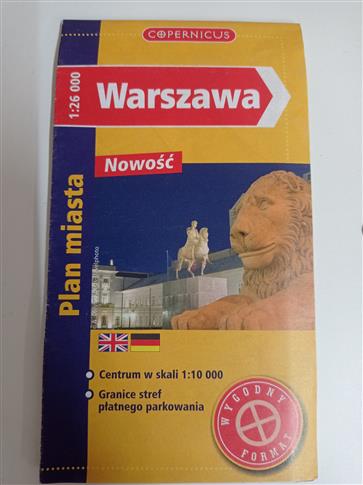 COPERNICUS
1:26 000
Warszawa
Nowość
Plan miasta
Centrum w skali 1:10 000
Granice stref
płatnego parkowania
WYGODNY
FORMAT